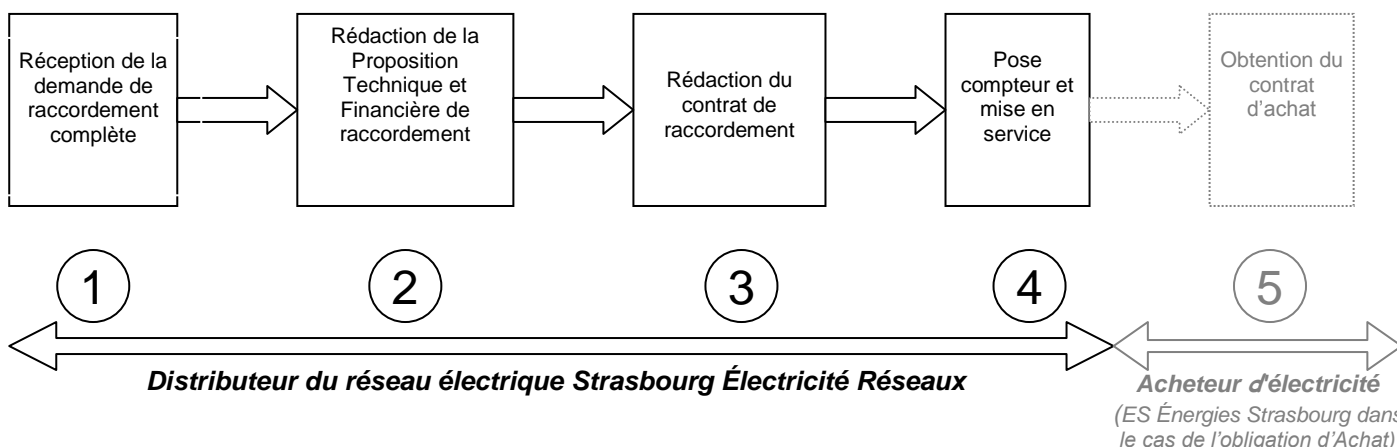 Réception de la
demande de
raccordement
complète
Rédaction de la
Proposition
Technique et
Financière de
raccordement
Rédaction du
contrat de
raccordement
Pose
compteur et
mise en
service
Obtention du
contrat
d'achat
1
2
3
4
5
Distributeur du réseau électrique Strasbourg Électricité Réseaux
Acheteur d'électricité
(ES Énergies Strasbourg dans
le cas de l'obligation d'Achat)